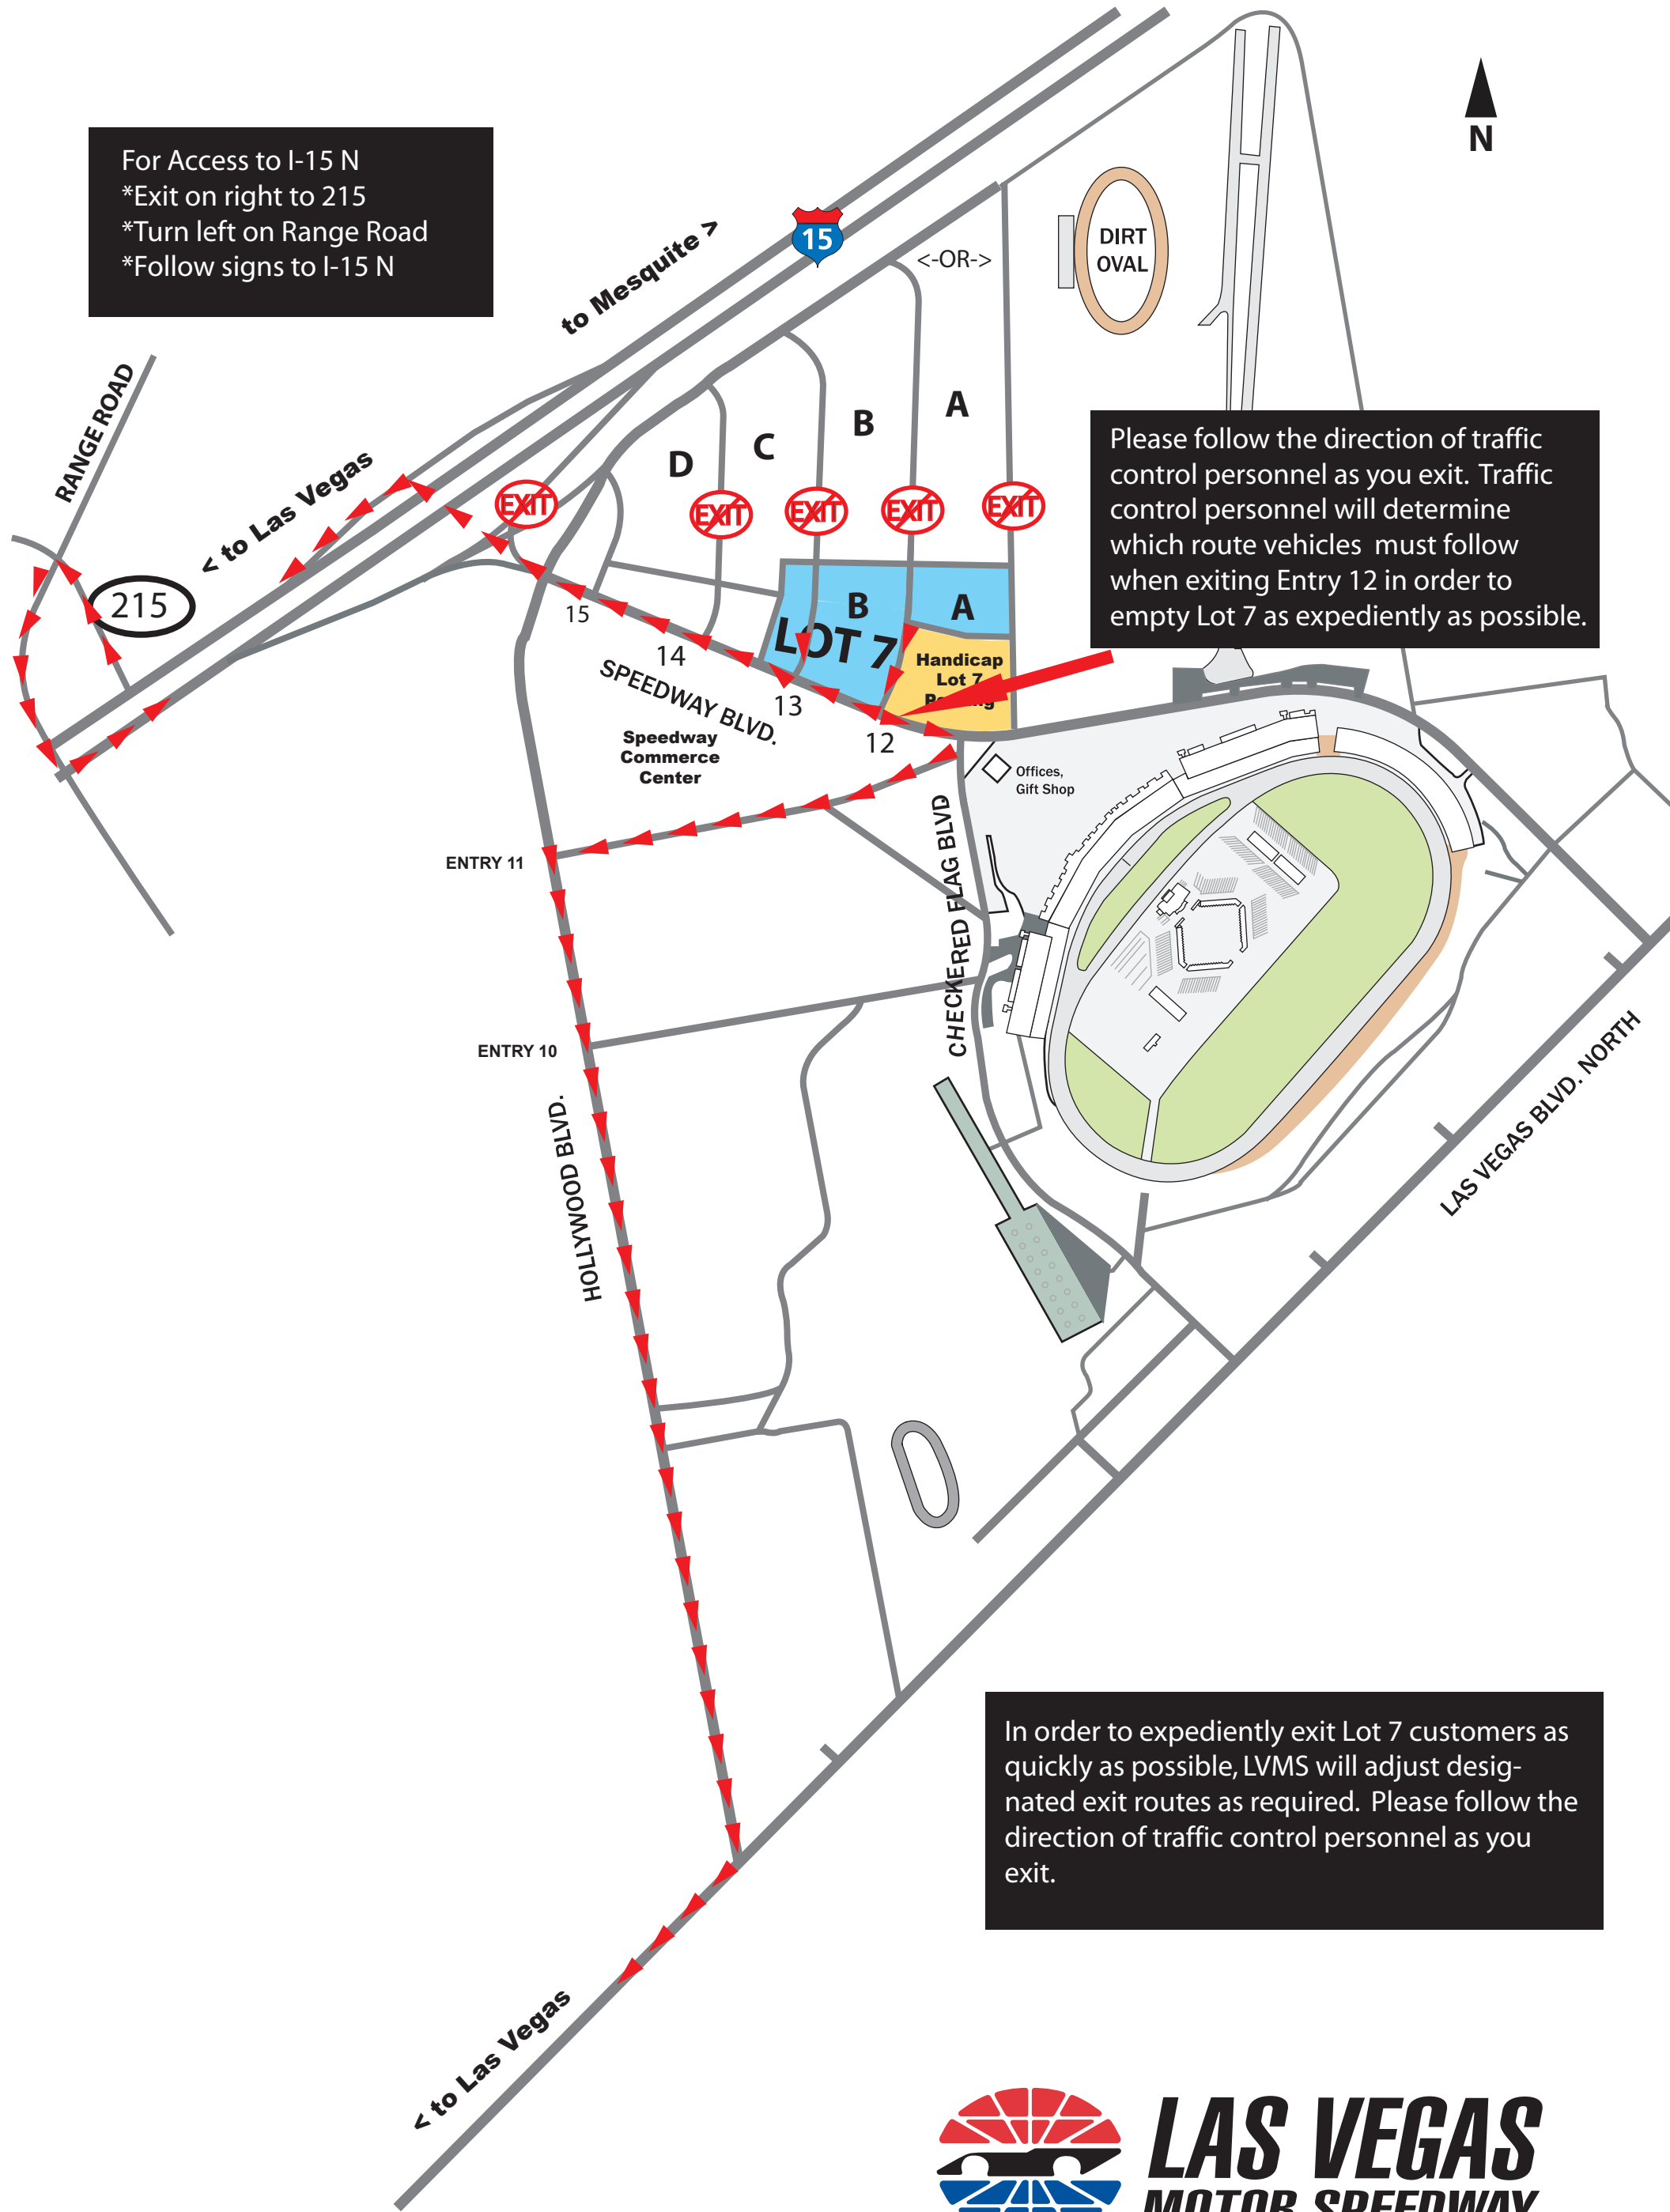 N
For Access to I-15 N
*Exit on right to 215
*Turn left on Range Road
*Follow signs to I-15 N
15
to Mesquite >
<-OR->
DIRT
OVAL
RANGE ROAD
< to Las Vegas
A
B
C
D
Please follow the direction of traffic
control personnel as you exit. Traffic
control personnel will determine
which route vehicles must follow
when exiting Entry 12 in order to
empty Lot 7 as expediently as possible.
EXIT
EXIT
EXIT
EXIT
EXIT
215
B
A
LOT 7
15
14
13
12
Handicap
Lot 7
SPEEDWAY BLVD.
Speedway
Commerce
Center
Offices,
Gift Shop
CHECKERED FLAG BLVD
ENTRY 11
ENTRY 10
HOLLYWOOD BLVD.
LAS VEGAS BLVD. NORTH
In order to expediently exit Lot 7 customers as
quickly as possible, LVMS will adjust desig-
nated exit routes as required. Please follow the
direction of traffic control personnel as you
exit.
< to Las Vegas
LAS VEGAS
MOTOR SPEEDWAY